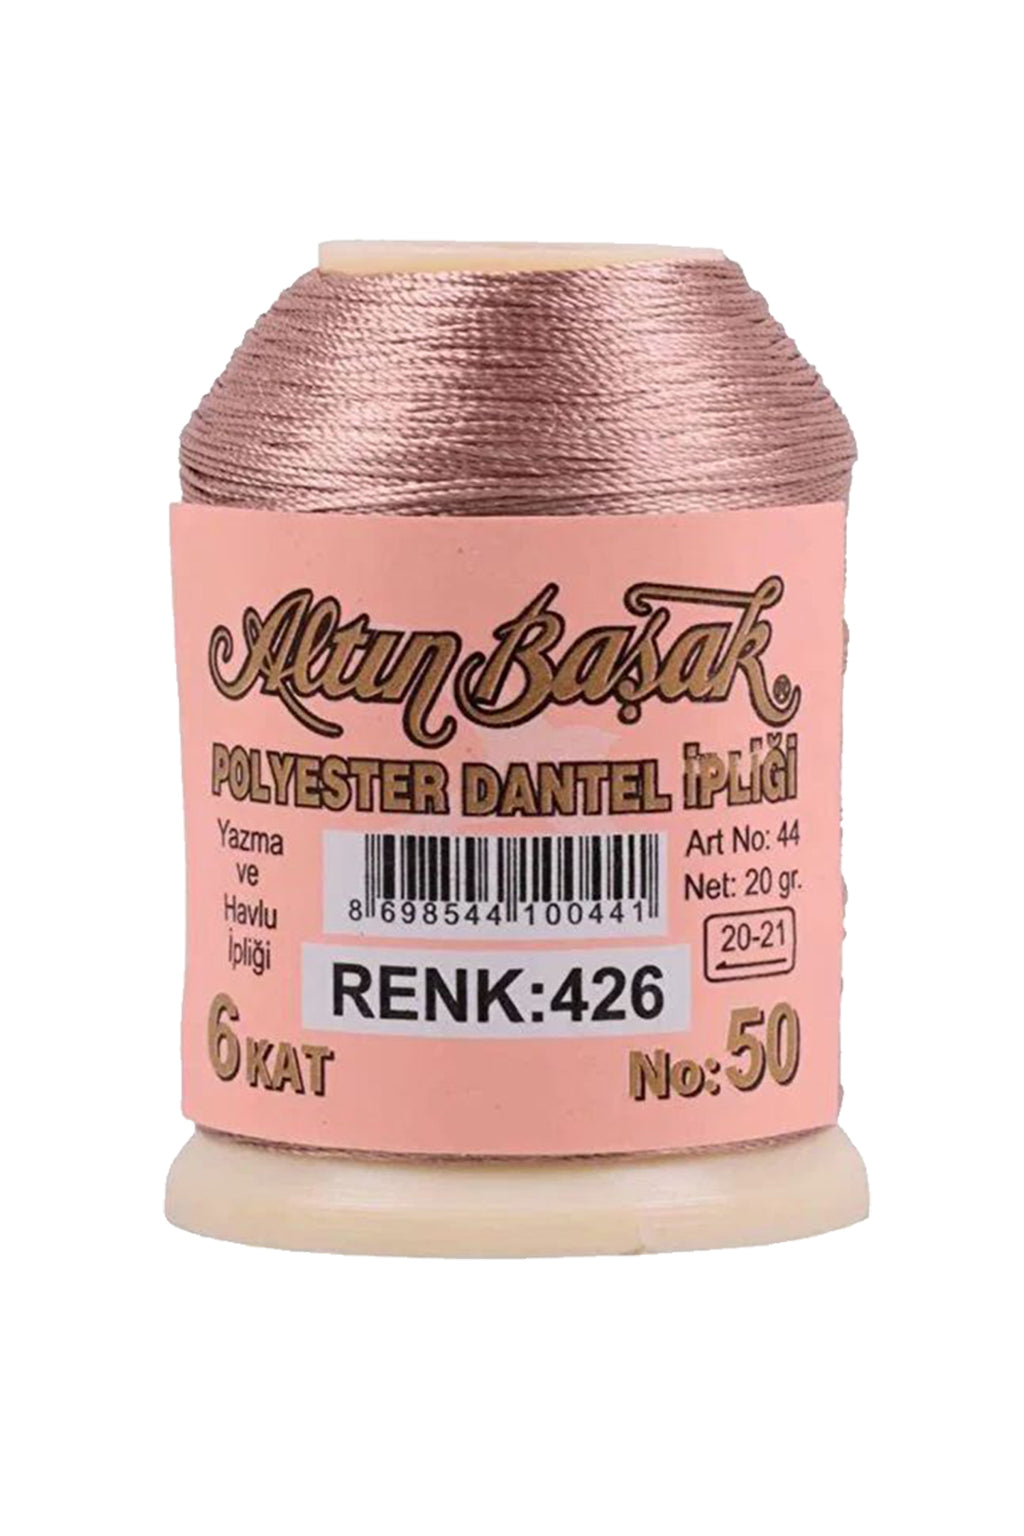 Altın Başak ®
POLYESTER DANTEL İPLİĞİ
Yazma
ve
Havlu
İpliği
8 698544 100441
Art No: 44
Net: 20 gr.
20-21
RENK:426
6 KAT
No: 50